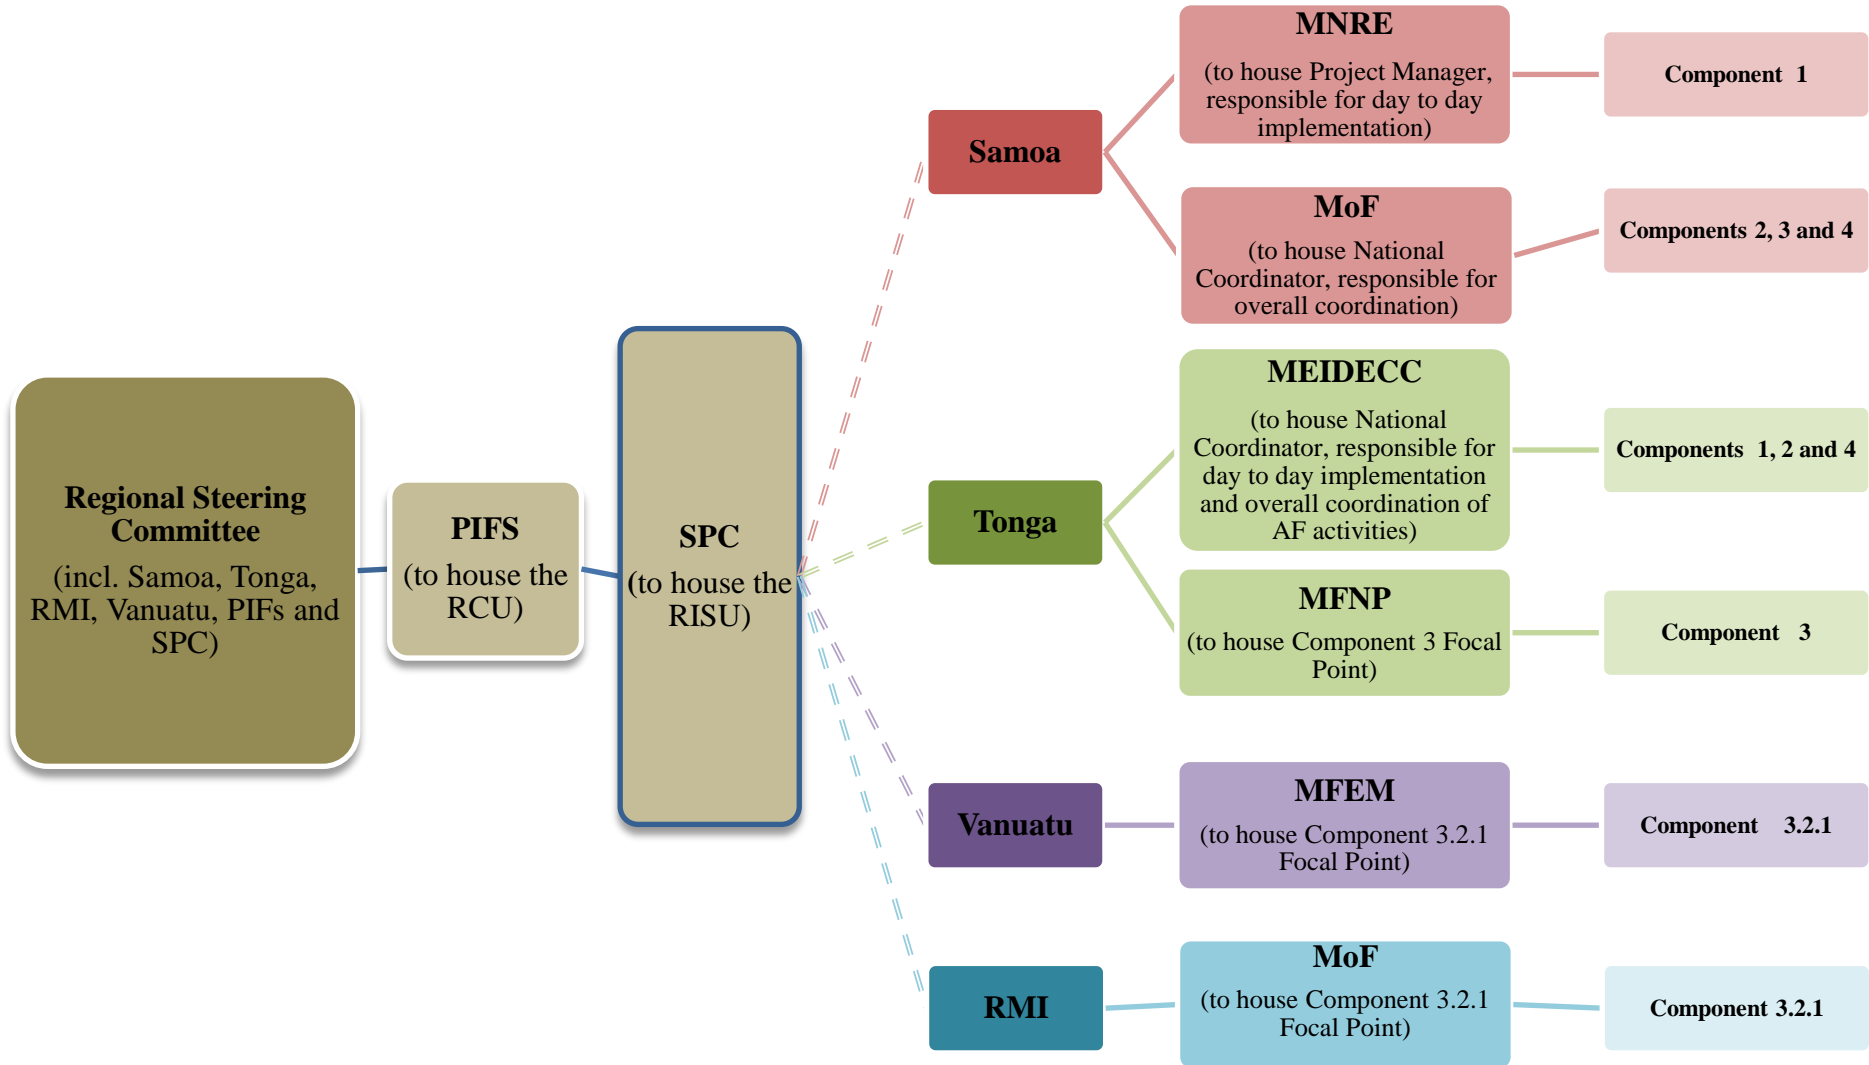 Regional Steering
Committee
(incl. Samoa, Tonga,
RMI, Vanuatu, PIFs and
SPC)
PIFS
(to house the
RCU)
SPC
(to house the
RISU)
Samoa
MNRE
(to house Project Manager,
responsible for day to day
implementation)
Component 1
MoF
(to house National
Coordinator, responsible for
overall coordination)
Components 2, 3 and 4
Tonga
MEIDECC
(to house National
Coordinator, responsible for
day to day implementation
and overall coordination of
AF activities)
Components 1, 2 and 4
MFNP
(to house Component 3 Focal
Point)
Component 3
Vanuatu
MFEM
(to house Component 3.2.1
Focal Point)
Component 3.2.1
RMI
MoF
(to house Component 3.2.1
Focal Point)
Component 3.2.1